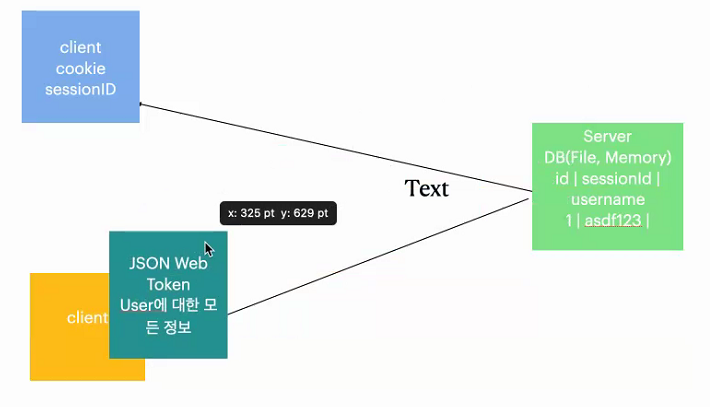 client
cookie
sessionID
Server
DB(File, Memory)
id | sessionId |
username
1 | asdf123 |
Text
x: 325 pt y: 629 pt
JSON Web
Token
User에 대한 모
든 정보
client